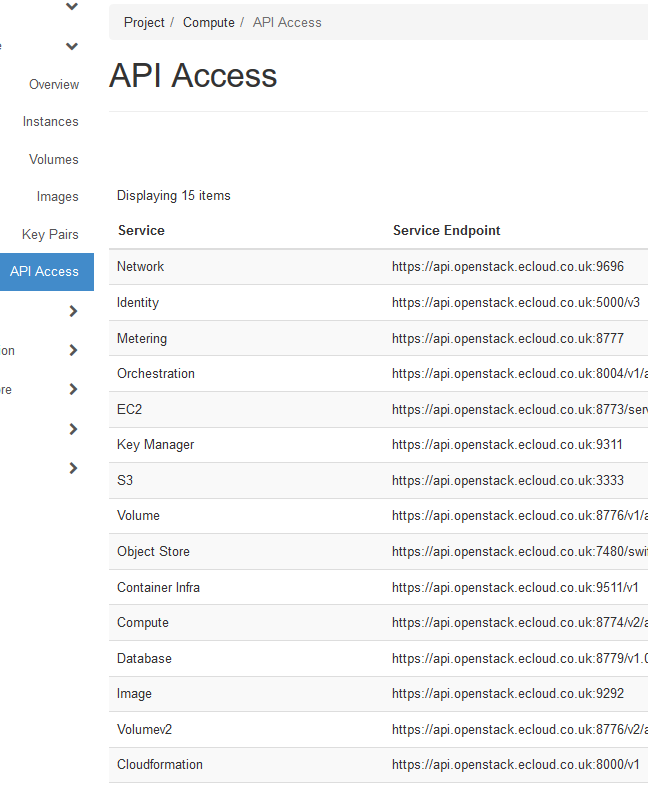 Project / Compute / API Access
API Access
Overview
Instances
Volumes
Images
Key Pairs
API Access
Displaying 15 items
Service Service Endpoint
Network https://api.openstack.ecloud.co.uk:9696
Identity https://api.openstack.ecloud.co.uk:5000/v3
Metering https://api.openstack.ecloud.co.uk:8777
Orchestration https://api.openstack.ecloud.co.uk:8004/v1/a
EC2 https://api.openstack.ecloud.co.uk:8773/serv
Key Manager https://api.openstack.ecloud.co.uk:9311
S3 https://api.openstack.ecloud.co.uk:3333
Volume https://api.openstack.ecloud.co.uk:8776/v1/a
Object Store https://api.openstack.ecloud.co.uk:7480/swi
Container Infra https://api.openstack.ecloud.co.uk:9511/v1
Compute https://api.openstack.ecloud.co.uk:8774/v2/a
Database https://api.openstack.ecloud.co.uk:8779/v1.0
Image https://api.openstack.ecloud.co.uk:9292
Volumev2 https://api.openstack.ecloud.co.uk:8776/v2/a
Cloudformation https://api.openstack.ecloud.co.uk:8000/v1